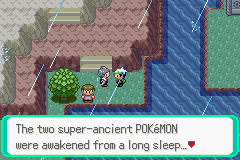 The two super-ancient POKéMON
were awakened from a long sleep…